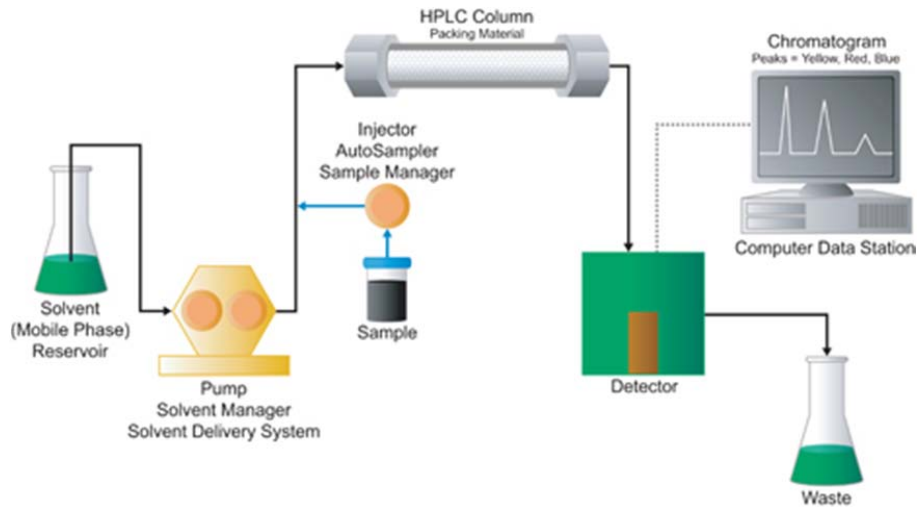 HPLC Column
Packing Material
Chromatogram
Peaks = Yellow, Red, Blue
Injector
AutoSampler
Sample Manager
Computer Data Station
Solvent
(Mobile Phase)
Reservoir
Sample
Pump
Solvent Manager
Solvent Delivery System
Detector
Waste